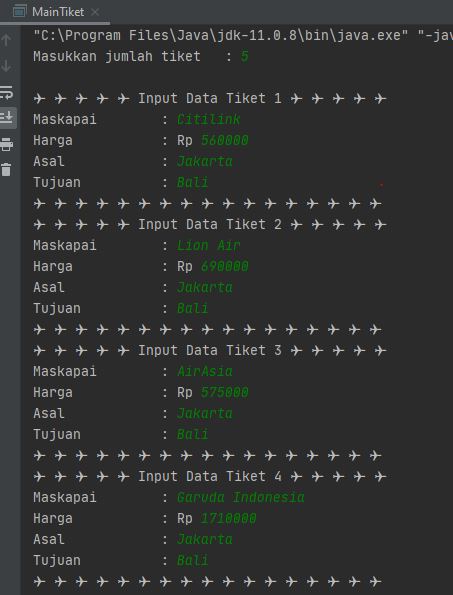 MainTiket ×
"C:\Program Files\Java\jdk-11.0.8\bin\java.exe" "-jav
Masukkan jumlah tiket   : 5
✈ ✈ ✈ ✈ ✈ Input Data Tiket 1 ✈ ✈ ✈ ✈ ✈
Maskapai        : Citilink
Harga           : Rp 560000
Asal            : Jakarta
Tujuan          : Bali
✈ ✈ ✈ ✈ ✈ ✈ ✈ ✈ ✈ ✈ ✈ ✈ ✈ ✈ ✈ ✈ ✈
✈ ✈ ✈ ✈ ✈ Input Data Tiket 2 ✈ ✈ ✈ ✈ ✈
Maskapai        : Lion Air
Harga           : Rp 690000
Asal            : Jakarta
Tujuan          : Bali
✈ ✈ ✈ ✈ ✈ ✈ ✈ ✈ ✈ ✈ ✈ ✈ ✈ ✈ ✈ ✈ ✈
✈ ✈ ✈ ✈ ✈ Input Data Tiket 3 ✈ ✈ ✈ ✈ ✈
Maskapai        : AirAsia
Harga           : Rp 575000
Asal            : Jakarta
Tujuan          : Bali
✈ ✈ ✈ ✈ ✈ ✈ ✈ ✈ ✈ ✈ ✈ ✈ ✈ ✈ ✈ ✈ ✈
✈ ✈ ✈ ✈ ✈ Input Data Tiket 4 ✈ ✈ ✈ ✈ ✈
Maskapai        : Garuda Indonesia
Harga           : Rp 1710000
Asal            : Jakarta
Tujuan          : Bali
✈ ✈ ✈ ✈ ✈ ✈ ✈ ✈ ✈ ✈ ✈ ✈ ✈ ✈ ✈ ✈ ✈